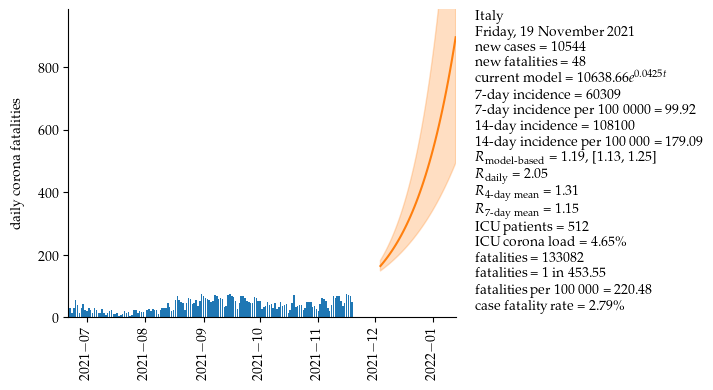 daily corona fatalities
800
600
400
200
0
2021−07
2021−08
2021−09
2021−10
2021−11
2021−12
2022−01
Italy
Friday, 19 November 2021
new cases = 10544
new fatalities = 48
current model = 10638.66e^0.0425t
7-day incidence = 60309
7-day incidence per 100 0000 = 99.92
14-day incidence = 108100
14-day incidence per 100 000 = 179.09
R_model-based = 1.19, [1.13, 1.25]
R_daily = 2.05
R_4-day mean = 1.31
R_7-day mean = 1.15
ICU patients = 512
ICU corona load = 4.65%
fatalities = 133082
fatalities = 1 in 453.55
fatalities per 100 000 = 220.48
case fatality rate = 2.79%